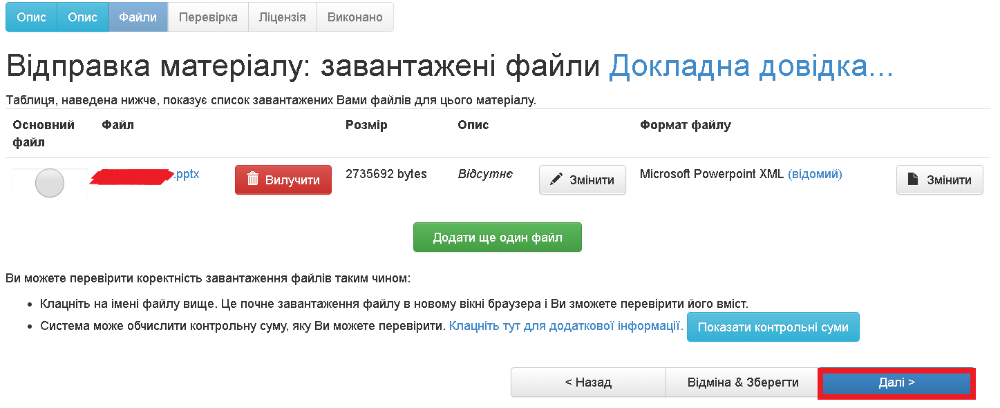 Опис Опис Файли Перевірка Ліцензія Виконано
Відправка матеріалу: завантажені файли Докладна довідка...
Таблиця, наведена нижче, показує список завантажених Вами файлів для цього матеріалу.
Основний файл Файл Розмір Опис Формат файлу
.pptx Вилучити 2735692 bytes Відсутнє Змінити Microsoft Powerpoint XML (відомий) Змінити
Додати ще один файл
Ви можете перевірити коректність завантаження файлів таким чином:
• Клацніть на імені файлу вище. Це почне завантаження файлу в новому вікні браузера і Ви зможете перевірити його вміст.
• Система може обчислити контрольну суму, яку Ви можете перевірити. Клацніть тут для додаткової інформації. Показати контрольні суми
< Назад Відміна & Зберегти Далі >